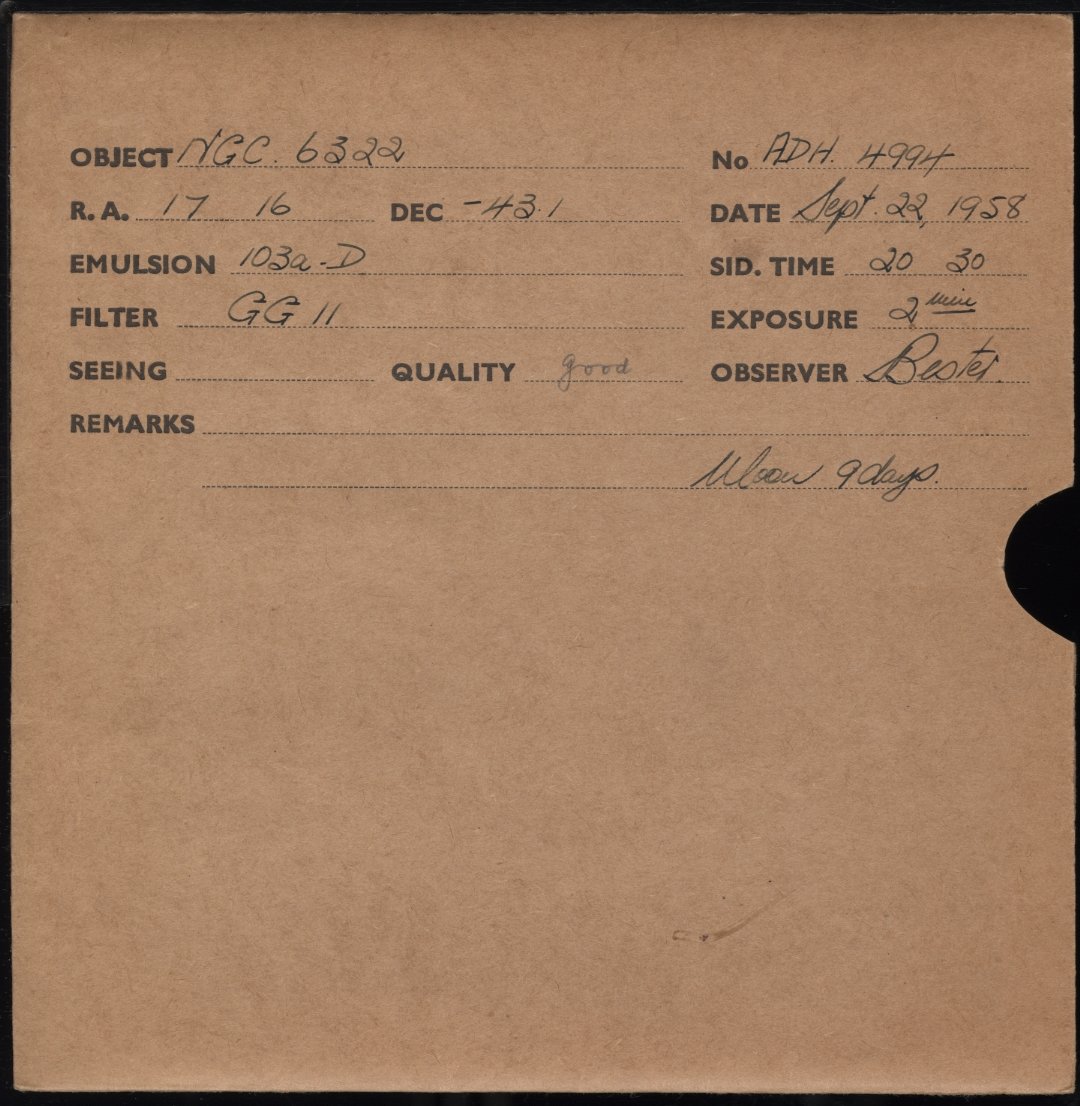 OBJECT NGC. 6322 No ADH. 4994
R. A. 17 16 DEC -43.1 DATE Sept. 22, 1958
EMULSION 103a-D SID. TIME 20 30
FILTER GG 11 EXPOSURE 2 min
SEEING QUALITY good OBSERVER Bester.
REMARKS
Moon 9 days.